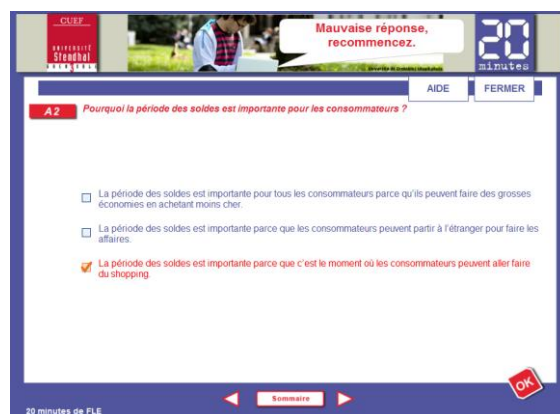 CUEF
UNIVERSITÉ
Stendhal
GRENOBLE
Mauvaise réponse,
recommencez.
20
minutes
AIDE
FERMER
A2
Pourquoi la période des soldes est importante pour les consommateurs ?
La période des soldes est importante pour tous les consommateurs parce qu'ils peuvent faire des grosses
économies en achetant moins cher.
La période des soldes est importante parce que les consommateurs peuvent partir à l'étranger pour faire les
affaires.
La période des soldes est importante parce que c'est le moment où les consommateurs peuvent aller faire
du shopping.
OK
Sommaire
20 minutes de FLE